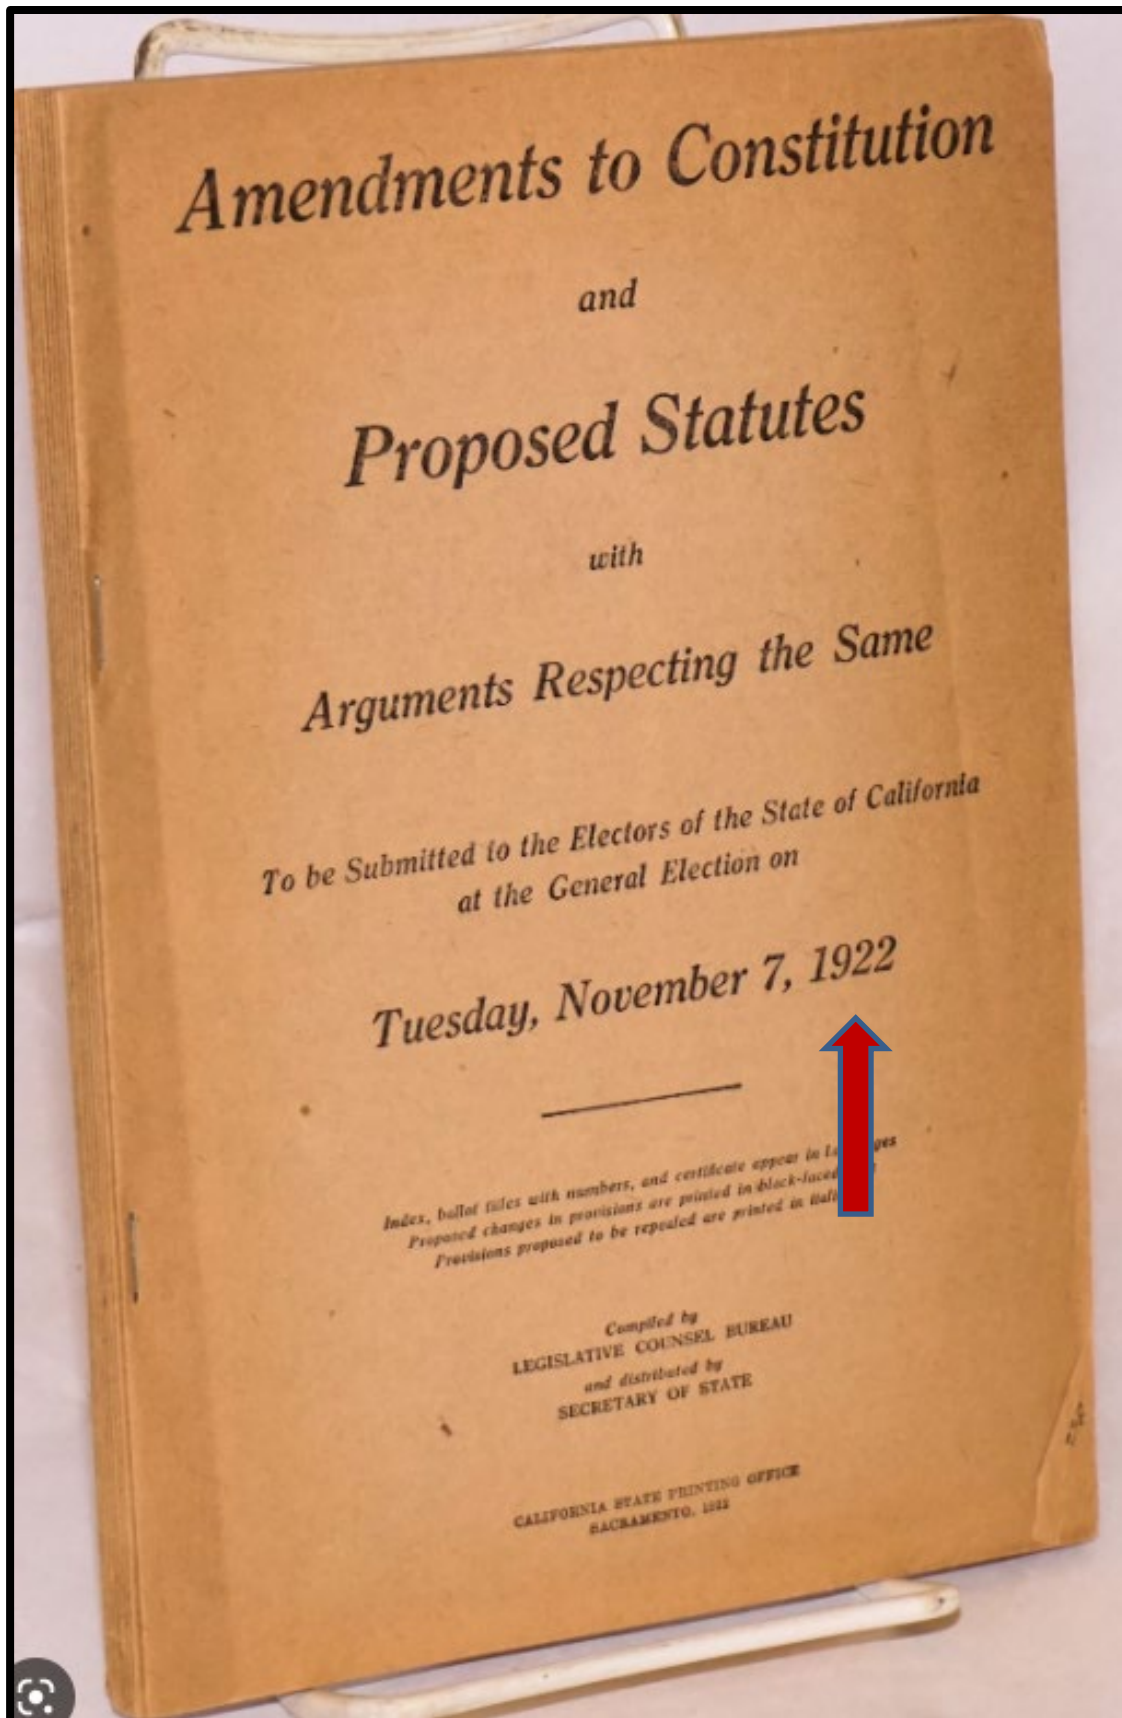 Amendments to Constitution
and
Proposed Statutes
with
Arguments Respecting the Same
To be Submitted to the Electors of the State of California
at the General Election on
Tuesday, November 7, 1922
Index, ballot titles with numbers, and certificate appear in
Proposed changes in provisions are printed in black-faced
Provisions proposed to be repealed are printed in
Compiled by
LEGISLATIVE COUNSEL BUREAU
and distributed by
SECRETARY OF STATE
CALIFORNIA STATE PRINTING OFFICE
SACRAMENTO, 1922